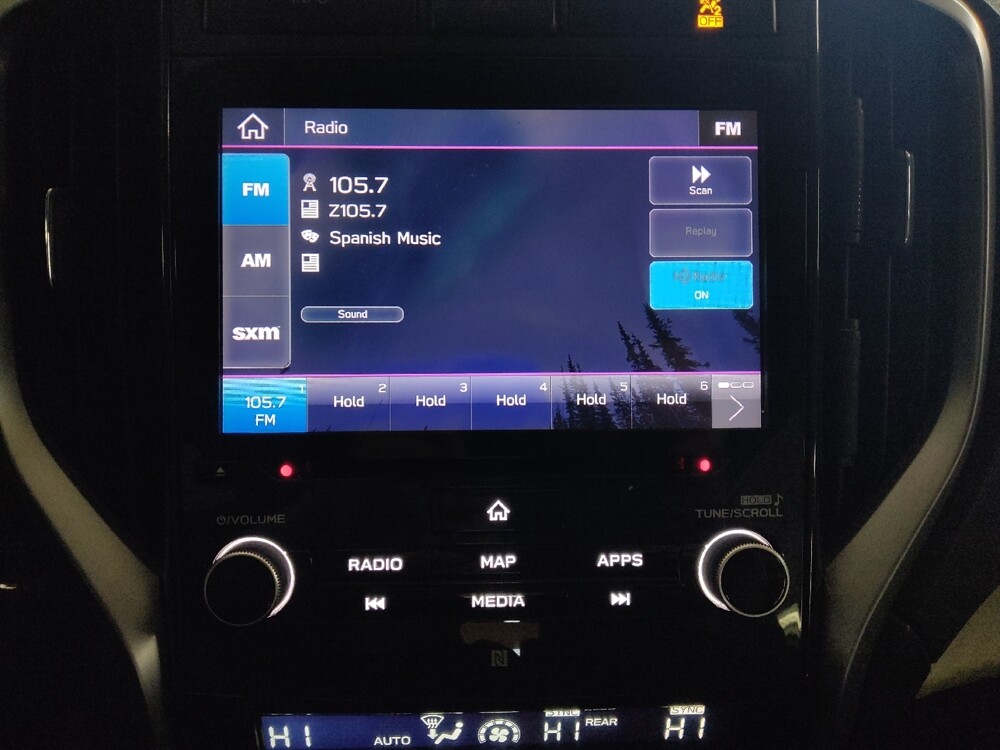 OFF
Radio FM
FM
105.7
Scan
Z105.7
Replay
Spanish Music
AM
ON
Sound
sxm
1 2 3 4 5 6
105.7 FM
Hold Hold Hold Hold Hold
HOLD
VOLUME
TUNE/SCROLL
RADIO MAP APPS
MEDIA
SYNC SYNC
HI AUTO HI REAR HI